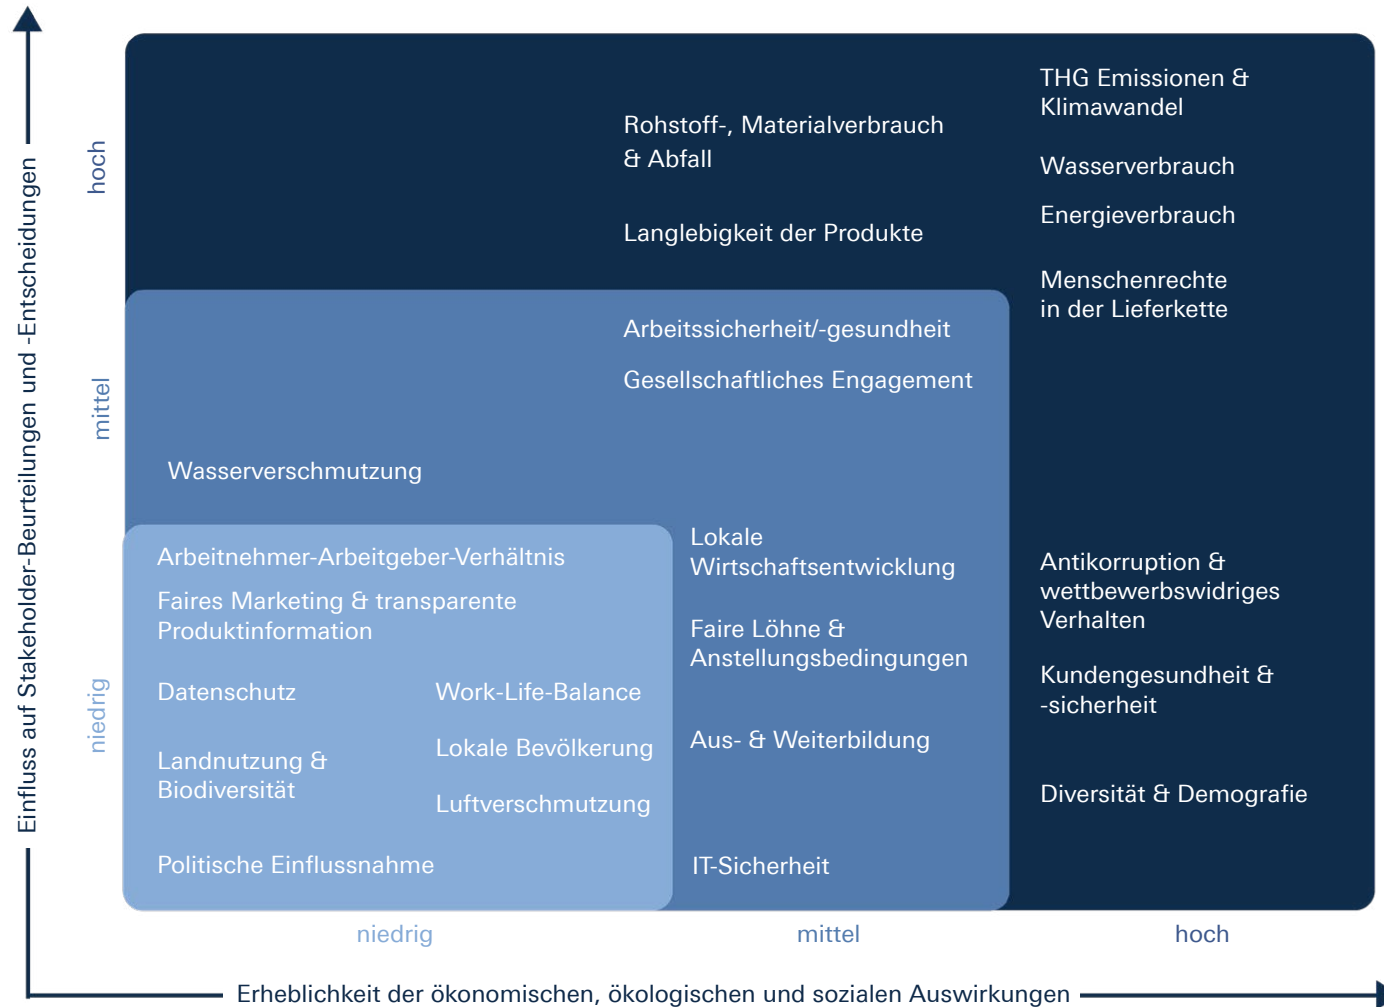 Einfluss auf Stakeholder-Beurteilungen und -Entscheidungen
hoch
mittel
niedrig
Rohstoff-, Materialverbrauch
& Abfall
Langlebigkeit der Produkte
THG Emissionen &
Klimawandel
Wasserverbrauch
Energieverbrauch
Menschenrechte
in der Lieferkette
Arbeitssicherheit/-gesundheit
Gesellschaftliches Engagement
Wasserverschmutzung
Arbeitnehmer-Arbeitgeber-Verhältnis
Faires Marketing & transparente
Produktinformation
Datenschutz
Work-Life-Balance
Landnutzung &
Biodiversität
Lokale Bevölkerung
Luftverschmutzung
Politische Einflussnahme
Lokale
Wirtschaftsentwicklung
Faire Löhne &
Anstellungsbedingungen
Aus- & Weiterbildung
IT-Sicherheit
Antikorruption &
wettbewerbswidriges
Verhalten
Kundengesundheit &
-sicherheit
Diversität & Demografie
niedrig
mittel
hoch
Erheblichkeit der ökonomischen, ökologischen und sozialen Auswirkungen